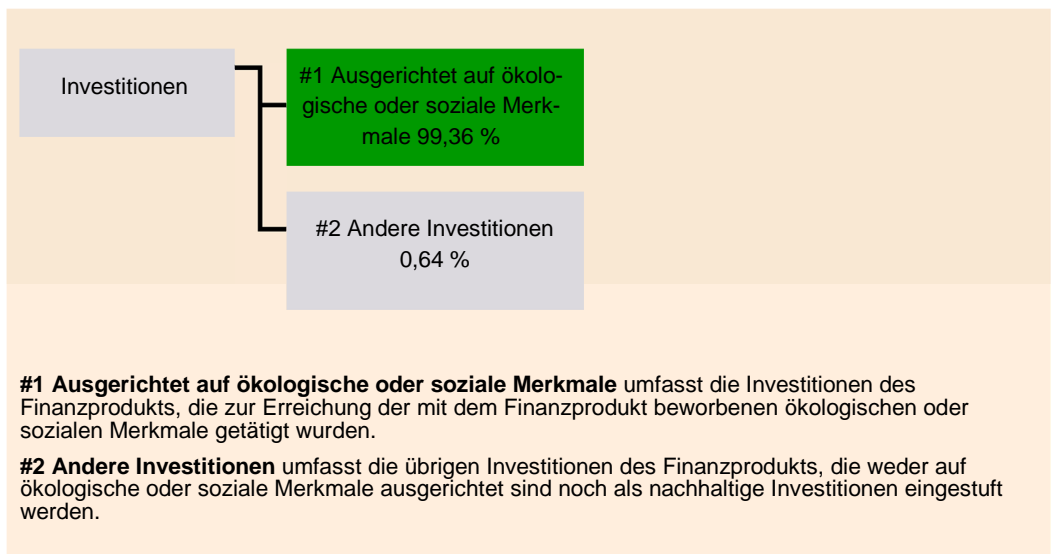 Investitionen
#1 Ausgerichtet auf ökolo-
gische oder soziale Merk-
male 99,36 %
#2 Andere Investitionen
0,64 %
#1 Ausgerichtet auf ökologische oder soziale Merkmale umfasst die Investitionen des
Finanzprodukts, die zur Erreichung der mit dem Finanzprodukt beworbenen ökologischen oder
sozialen Merkmale getätigt wurden.
#2 Andere Investitionen umfasst die übrigen Investitionen des Finanzprodukts, die weder auf
ökologische oder soziale Merkmale ausgerichtet sind noch als nachhaltige Investitionen eingestuft
werden.